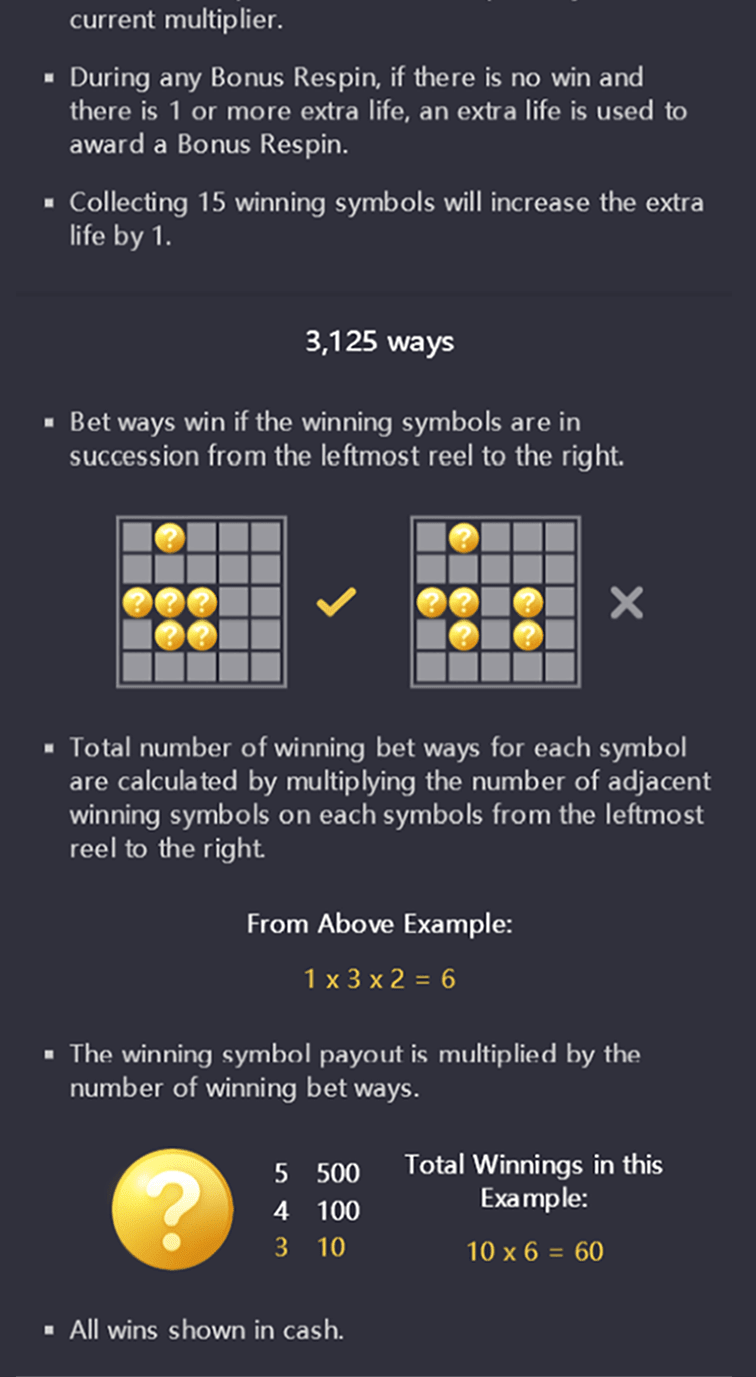 current multiplier.
▪ During any Bonus Respin, if there is no win and
there is 1 or more extra life, an extra life is used to
award a Bonus Respin.
▪ Collecting 15 winning symbols will increase the extra
life by 1.
3,125 ways
▪ Bet ways win if the winning symbols are in
succession from the leftmost reel to the right.
? ?
? ? ? ? ? ?
? ? ? ?
▪ Total number of winning bet ways for each symbol
are calculated by multiplying the number of adjacent
winning symbols on each symbols from the leftmost
reel to the right.
From Above Example:
1 x 3 x 2 = 6
▪ The winning symbol payout is multiplied by the
number of winning bet ways.
?
5 500
4 100
3 10
Total Winnings in this
Example:
10 x 6 = 60
▪ All wins shown in cash.